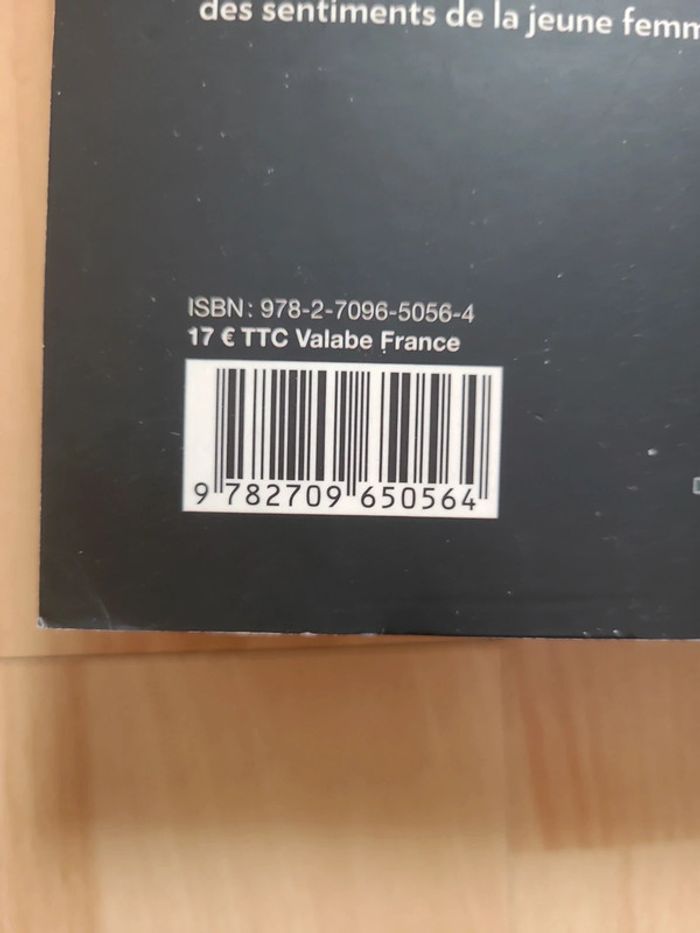 des sentiments de la jeune femm
ISBN : 978-2-7096-5056-4
17 € TTC Valabe France
9 782709 650564